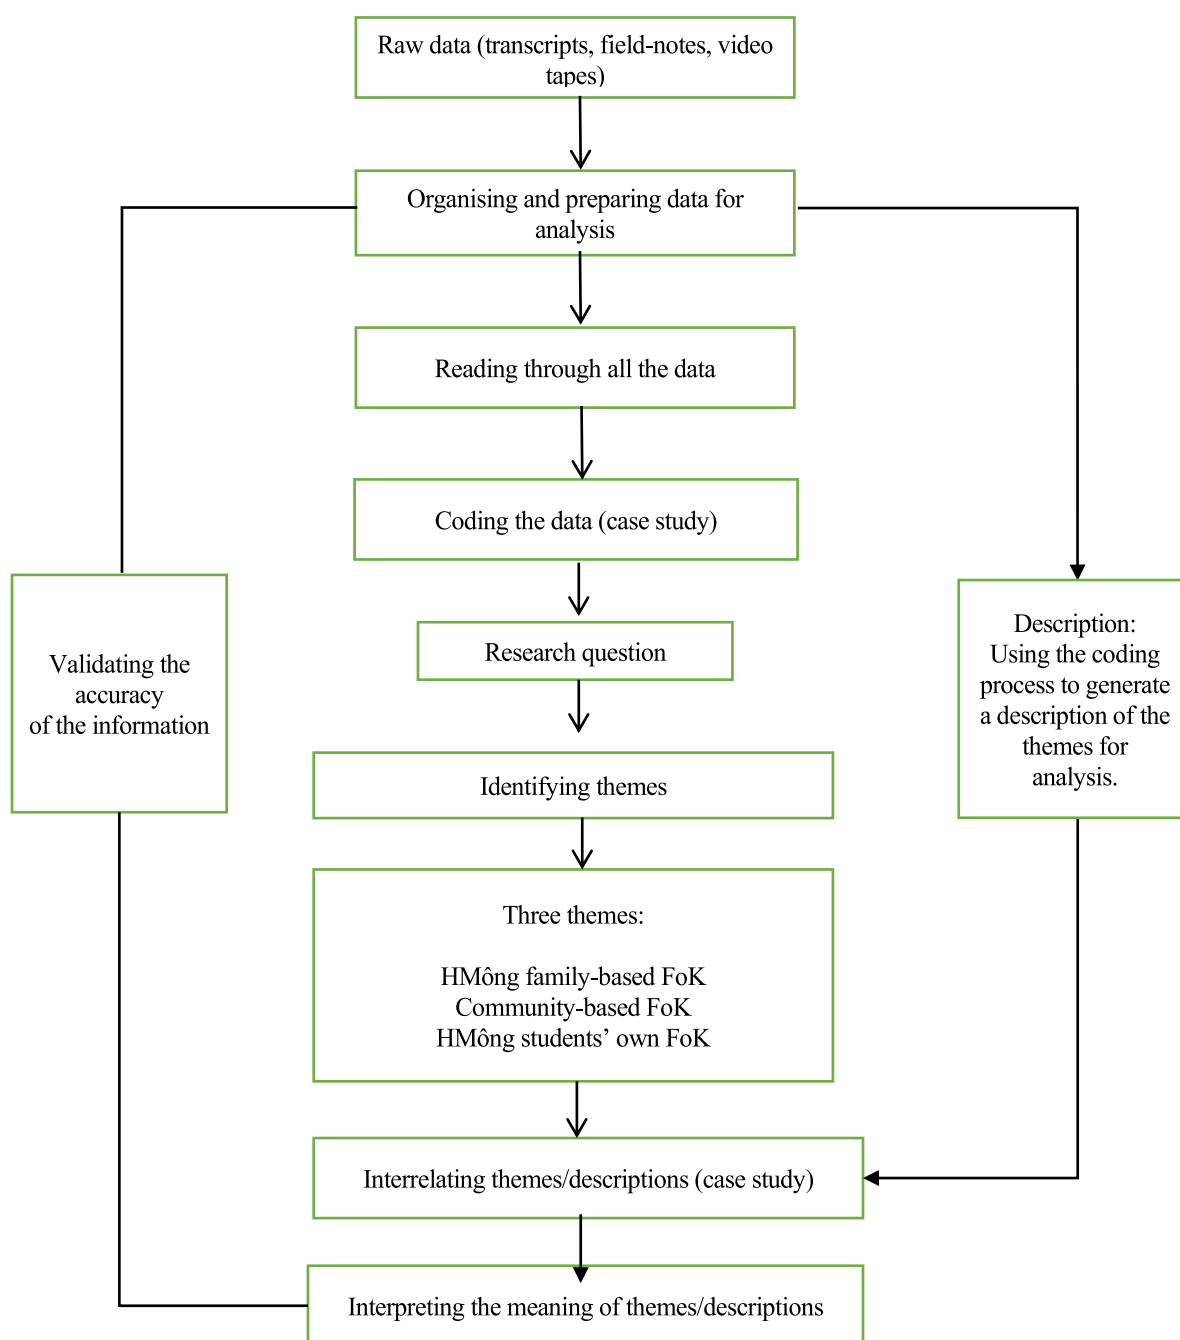 Raw data (transcripts, field-notes, video
tapes)
Organising and preparing data for
analysis
Reading through all the data
Coding the data (case study)
Research question
Validating the
accuracy
of the information
Description:
Using the coding
process to generate
a description of the
themes for
analysis.
Identifying themes
Three themes:
HMông family-based FoK
Community-based FoK
HMông students’ own FoK
Interrelating themes/descriptions (case study)
Interpreting the meaning of themes/descriptions